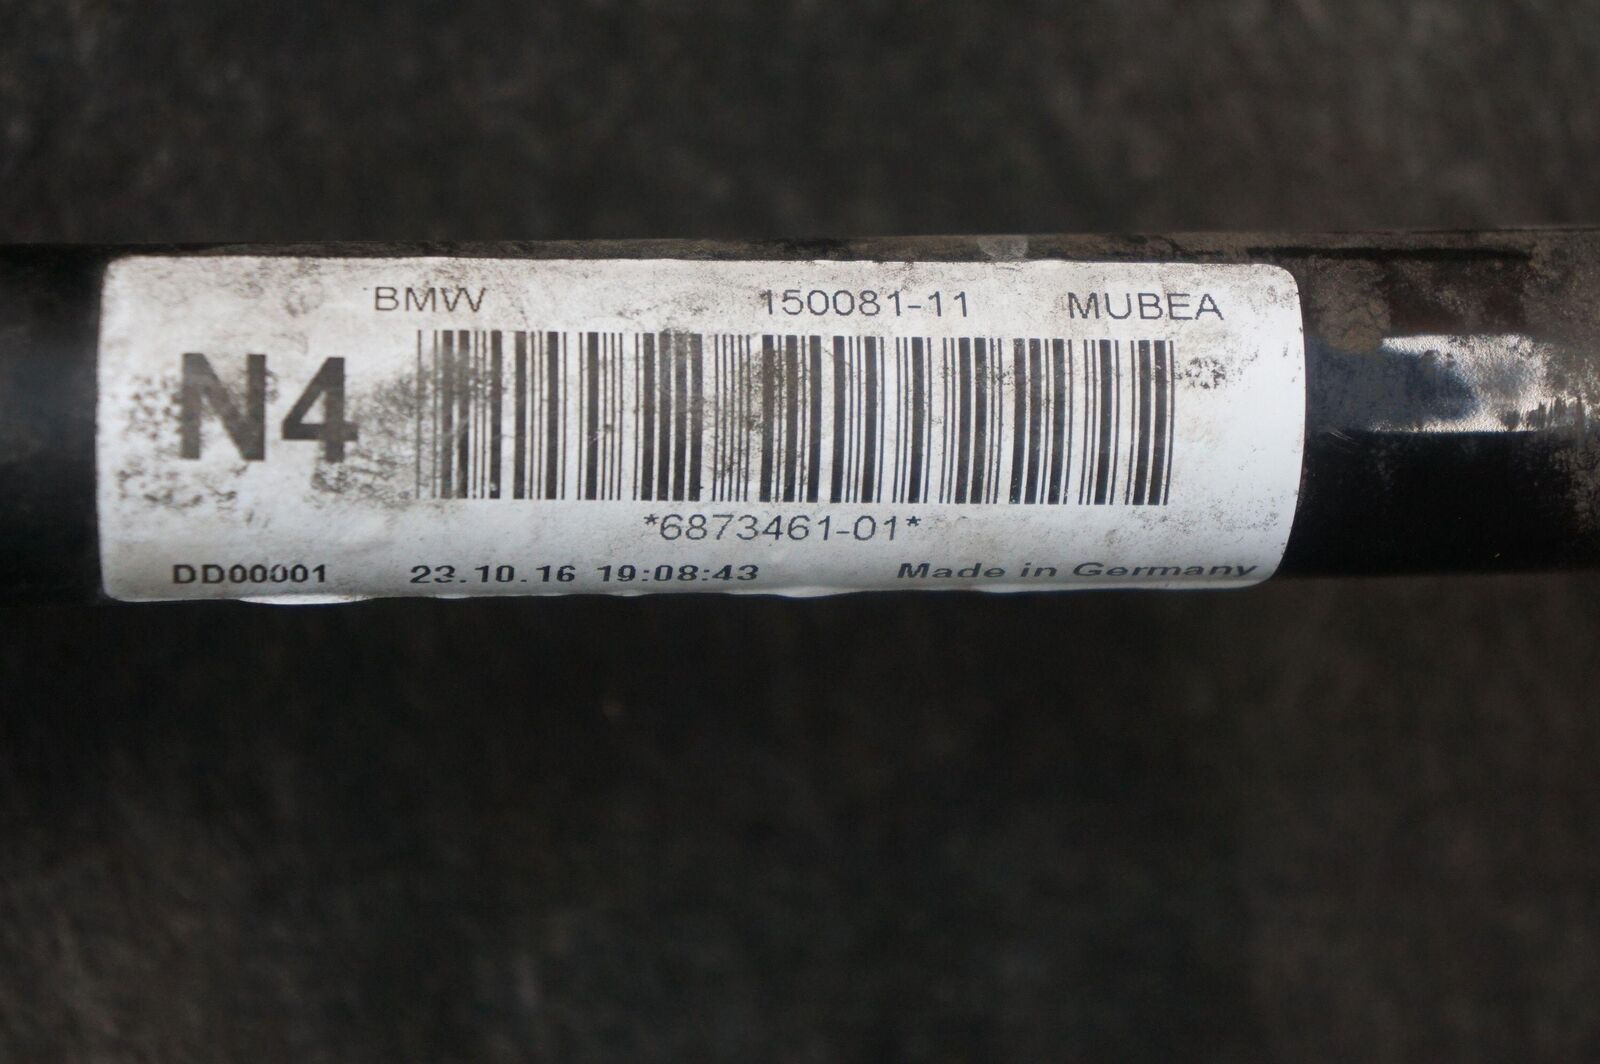 BMW 150081-11 MUBEA
N4
*6873461-01*
DD00001 23.10.16 19:08:43 Made in Germany